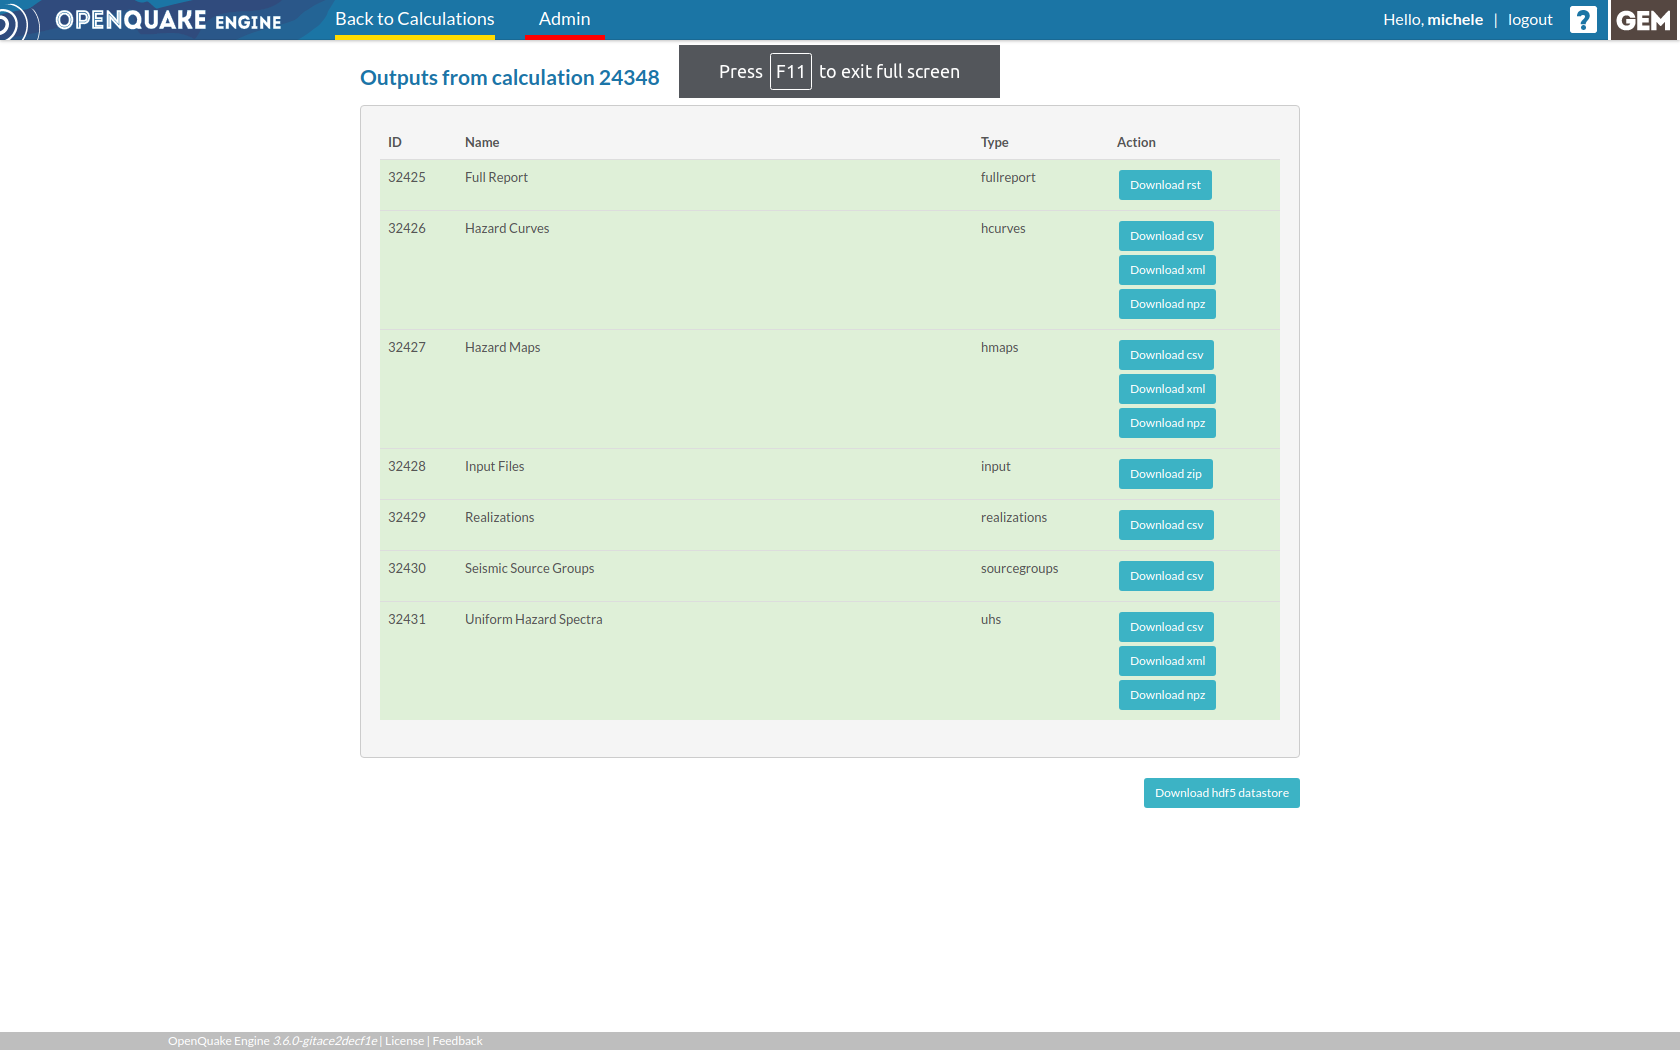 OPENQUAKE ENGINE Back to Calculations Admin Hello, michele | logout ? GEM
Outputs from calculation 24348 Press F11 to exit full screen
ID Name Type Action
32425 Full Report fullreport Download rst
32426 Hazard Curves hcurves Download csv
Download xml
Download npz
32427 Hazard Maps hmaps Download csv
Download xml
Download npz
32428 Input Files input Download zip
32429 Realizations realizations Download csv
32430 Seismic Source Groups sourcegroups Download csv
32431 Uniform Hazard Spectra uhs Download csv
Download xml
Download npz
Download hdf5 datastore
OpenQuake Engine 3.6.0-gitace2decf1e | License | Feedback